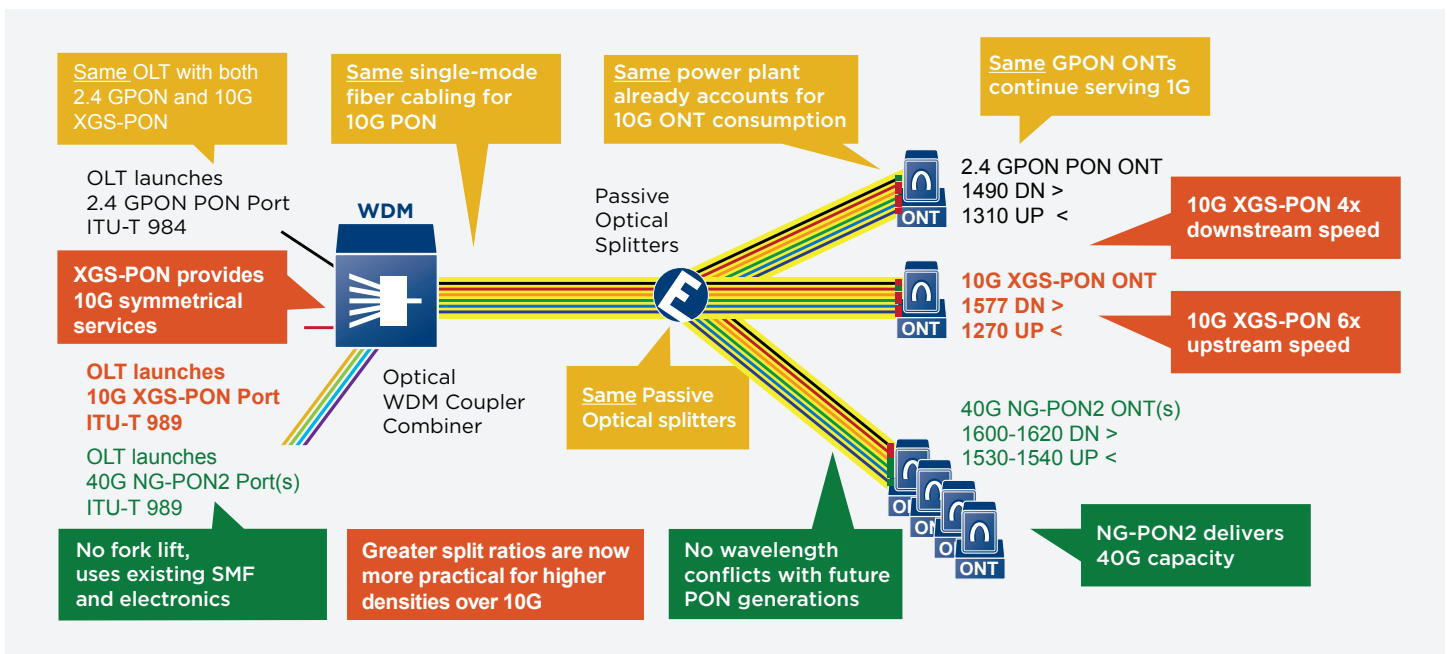 Same OLT with both
2.4 GPON and 10G
XGS-PON
Same single-mode
fiber cabling for
10G PON
Same power plant
already accounts for
10G ONT consumption
Same GPON ONTs
continue serving 1G
OLT launches
2.4 GPON PON Port
ITU-T 984
WDM
Passive
Optical
Splitters
ONT
2.4 GPON PON ONT
1490 DN >
1310 UP <
10G XGS-PON 4x
downstream speed
XGS-PON provides
10G symmetrical
services
E
ONT
10G XGS-PON ONT
1577 DN >
1270 UP <
10G XGS-PON 6x
upstream speed
OLT launches
10G XGS-PON Port
ITU-T 989
Optical
WDM Coupler
Combiner
Same Passive
Optical splitters
40G NG-PON2 ONT(s)
1600-1620 DN >
1530-1540 UP <
OLT launches
40G NG-PON2 Port(s)
ITU-T 989
No fork lift,
uses existing SMF
and electronics
Greater split ratios are now
more practical for higher
densities over 10G
No wavelength
conflicts with future
PON generations
ON
ON
O
ONT
NG-PON2 delivers
40G capacity